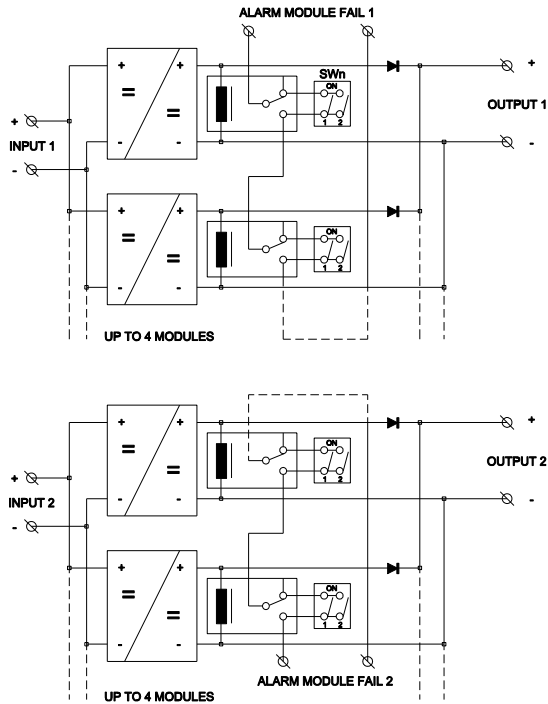 ALARM MODULE FAIL 1
+ + + SWn
ON
= 1 2
OUTPUT 1
+ INPUT 1 =
- - - -
+ +
ON
= 1 2
=
- -
UP TO 4 MODULES
+ + +
ON
= 1 2
OUTPUT 2
+ INPUT 2 =
- - - -
+ +
ON
= 1 2
=
- -
ALARM MODULE FAIL 2
UP TO 4 MODULES